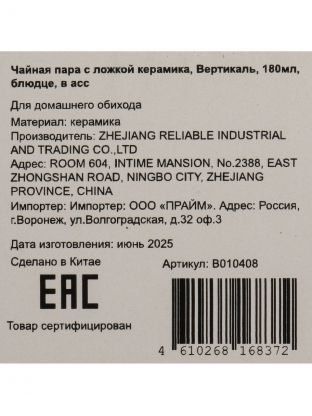 Чайная пара с ложкой керамика, Вертикаль, 180мл,
блюдце, в асс
Для домашнего обихода
Материал: керамика
Производитель: ZHEJIANG RELIABLE INDUSTRIAL
AND TRADING CO.,LTD
Адрес: ROOM 604, INTIME MANSION, No.2388, EAST
ZHONGSHAN ROAD, NINGBO CITY, ZHEJIANG
PROVINCE, CHINA
Импортер: Импортер: ООО «ПРАЙМ». Адрес: Россия,
г.Воронеж, ул.Волгоградская, д.32 оф.3
Дата изготовления: июнь 2025
Сделано в Китае
Артикул: B010408
EAC
Товар сертифицирован
4 610268 168372